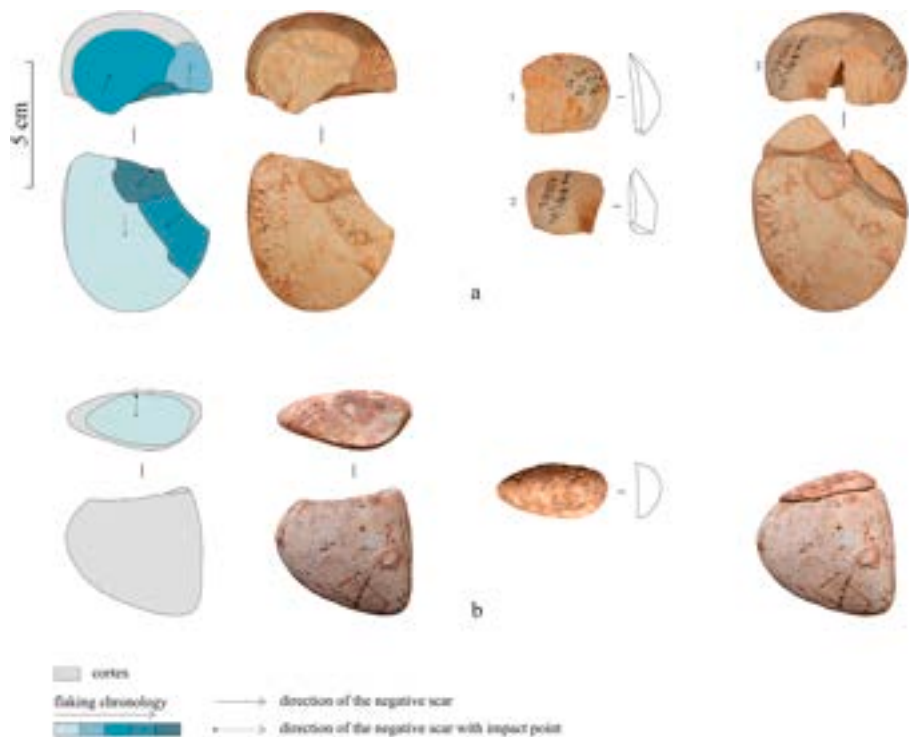 5 cm
1
2
a
b
cortex
flaking chronology
direction of the negative scar
direction of the negative scar with impact point